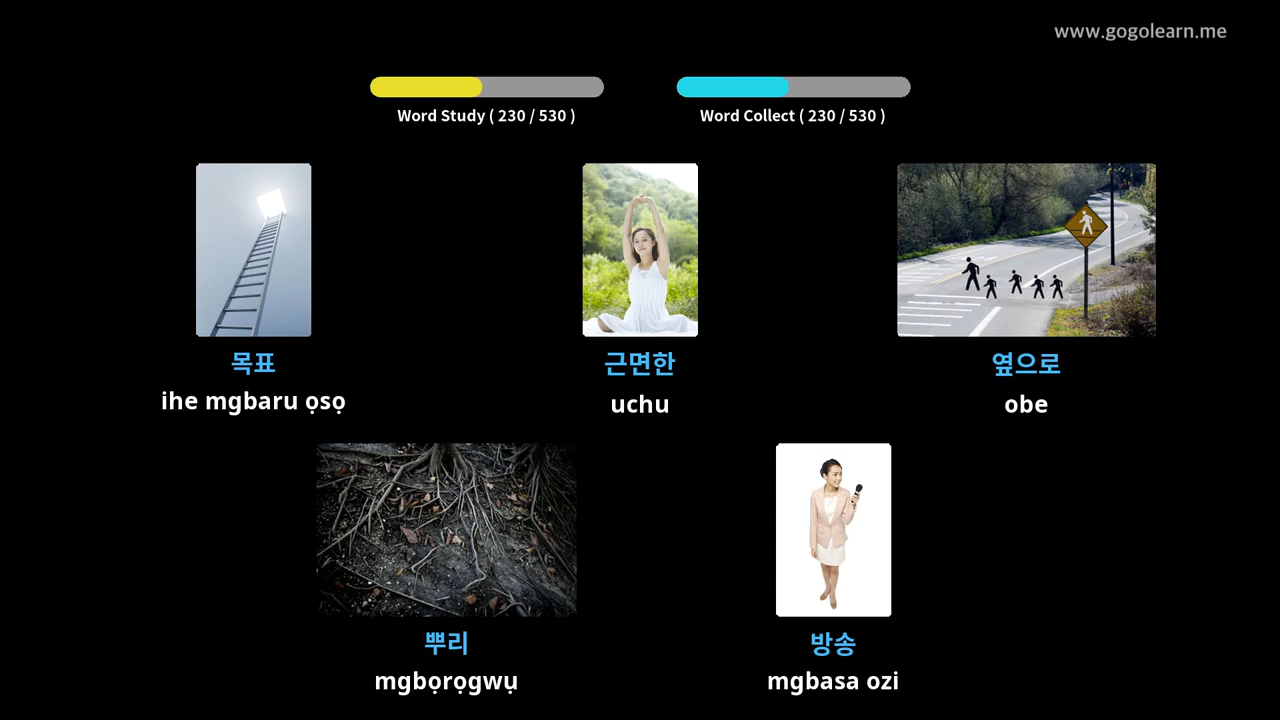 www.gogolearn.me
Word Study ( 230 / 530 )
Word Collect ( 230 / 530 )
목표
ihe mgbaru ọsọ
근면한
uchu
옆으로
obe
뿌리
mgbọrọgwụ
방송
mgbasa ozi